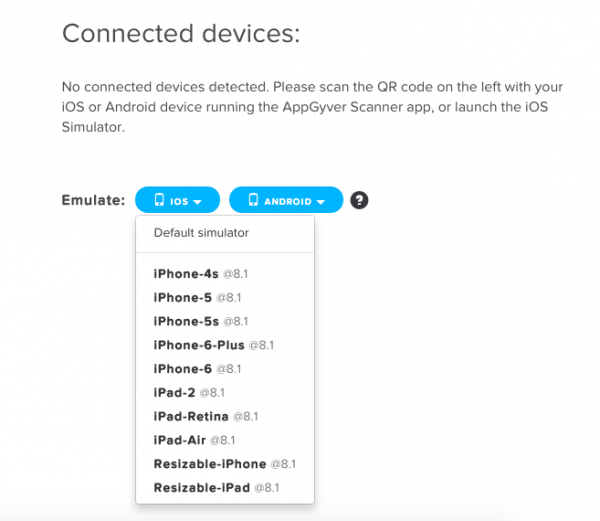 Connected devices:
No connected devices detected. Please scan the QR code on the left with your
iOS or Android device running the AppGyver Scanner app, or launch the iOS
Simulator.
Emulate: IOS ANDROID ?
Default simulator
iPhone-4s @8.1
iPhone-5 @8.1
iPhone-5s @8.1
iPhone-6-Plus @8.1
iPhone-6 @8.1
iPad-2 @8.1
iPad-Retina @8.1
iPad-Air @8.1
Resizable-iPhone @8.1
Resizable-iPad @8.1